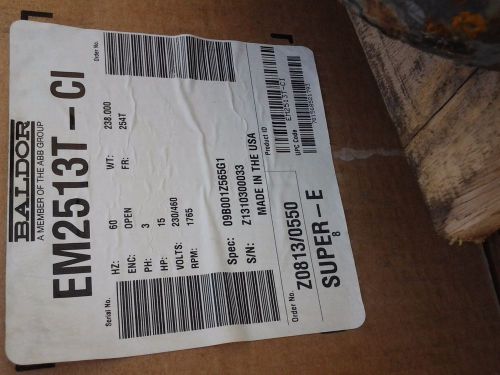 BALDOR
A MEMBER OF THE ABB GROUP
EM2513T-CI
Serial No.
Order No.
HZ: 60 WT: 238.000
ENC: OPEN FR: 254T
PH: 3
HP: 15
VOLTS: 230/460
RPM: 1765
Spec: 09B001Z565G1
S/N: Z1310300033
MADE IN THE USA
Order No.
Z0813/0550
SUPER-E
8
Product ID
EM2513T-CI
UPC Code